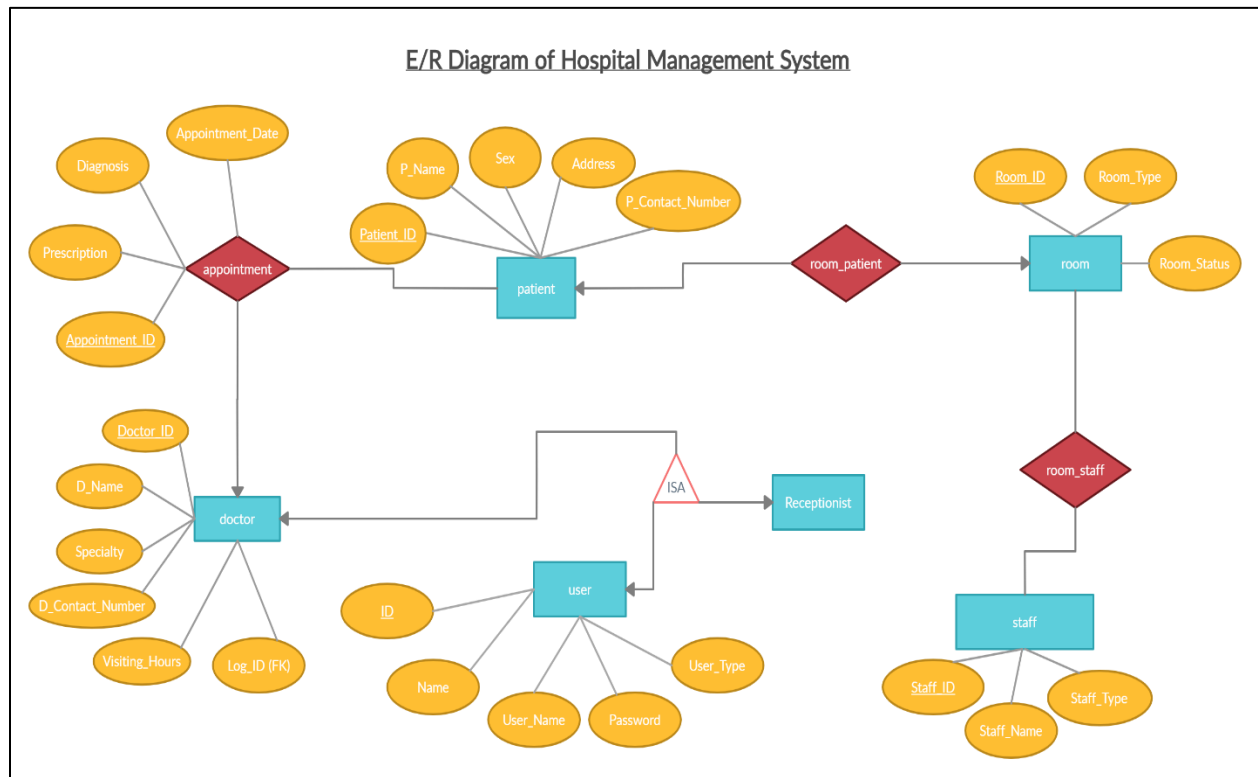 E/R Diagram of Hospital Management System
Appointment_Date
Diagnosis
Prescription
Appointment_ID
appointment
P_Name
Sex
Address
P_Contact_Number
Patient_ID
patient
room_patient
Room_ID
Room_Type
Room_Status
room
Doctor_ID
D_Name
Specialty
D_Contact_Number
Visiting_Hours
Log_ID (FK)
doctor
ISA
Receptionist
user
ID
Name
User_Name
Password
User_Type
room_staff
staff
Staff_ID
Staff_Name
Staff_Type